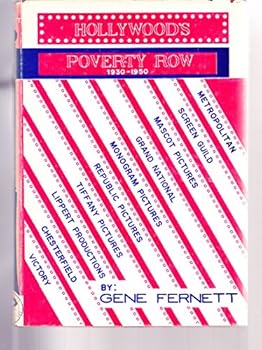 HOLLYWOOD'S
POVERTY ROW
1930-1950
METROPOLITAN
SCREEN GUILD
MASCOT PICTURES
GRAND NATIONAL
MONOGRAM PICTURES
REPUBLIC PICTURES
TIFFANY PICTURES
LIPPERT PRODUCTIONS
CHESTERFIELD
VICTORY
BY:
GENE FERNETT